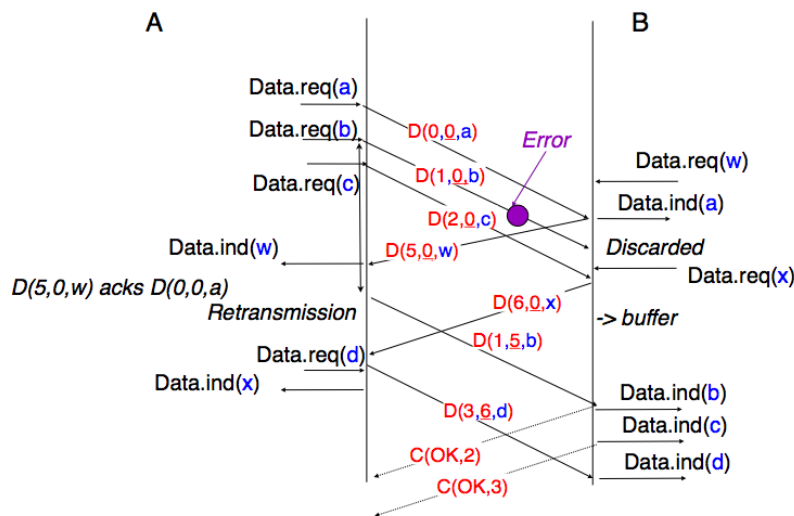 A
B
Data.req(a)
Data.req(b)
D(0,0,a)
Error
Data.req(w)
D(1,0,b)
Data.req(c)
Data.ind(a)
D(2,0,c)
Data.ind(w)
D(5,0,w)
Discarded
Data.req(x)
D(5,0,w) acks D(0,0,a)
D(6,0,x)
Retransmission
-> buffer
D(1,5,b)
Data.req(d)
Data.ind(x)
Data.ind(b)
D(3,6,d)
Data.ind(c)
C(OK,2)
Data.ind(d)
C(OK,3)